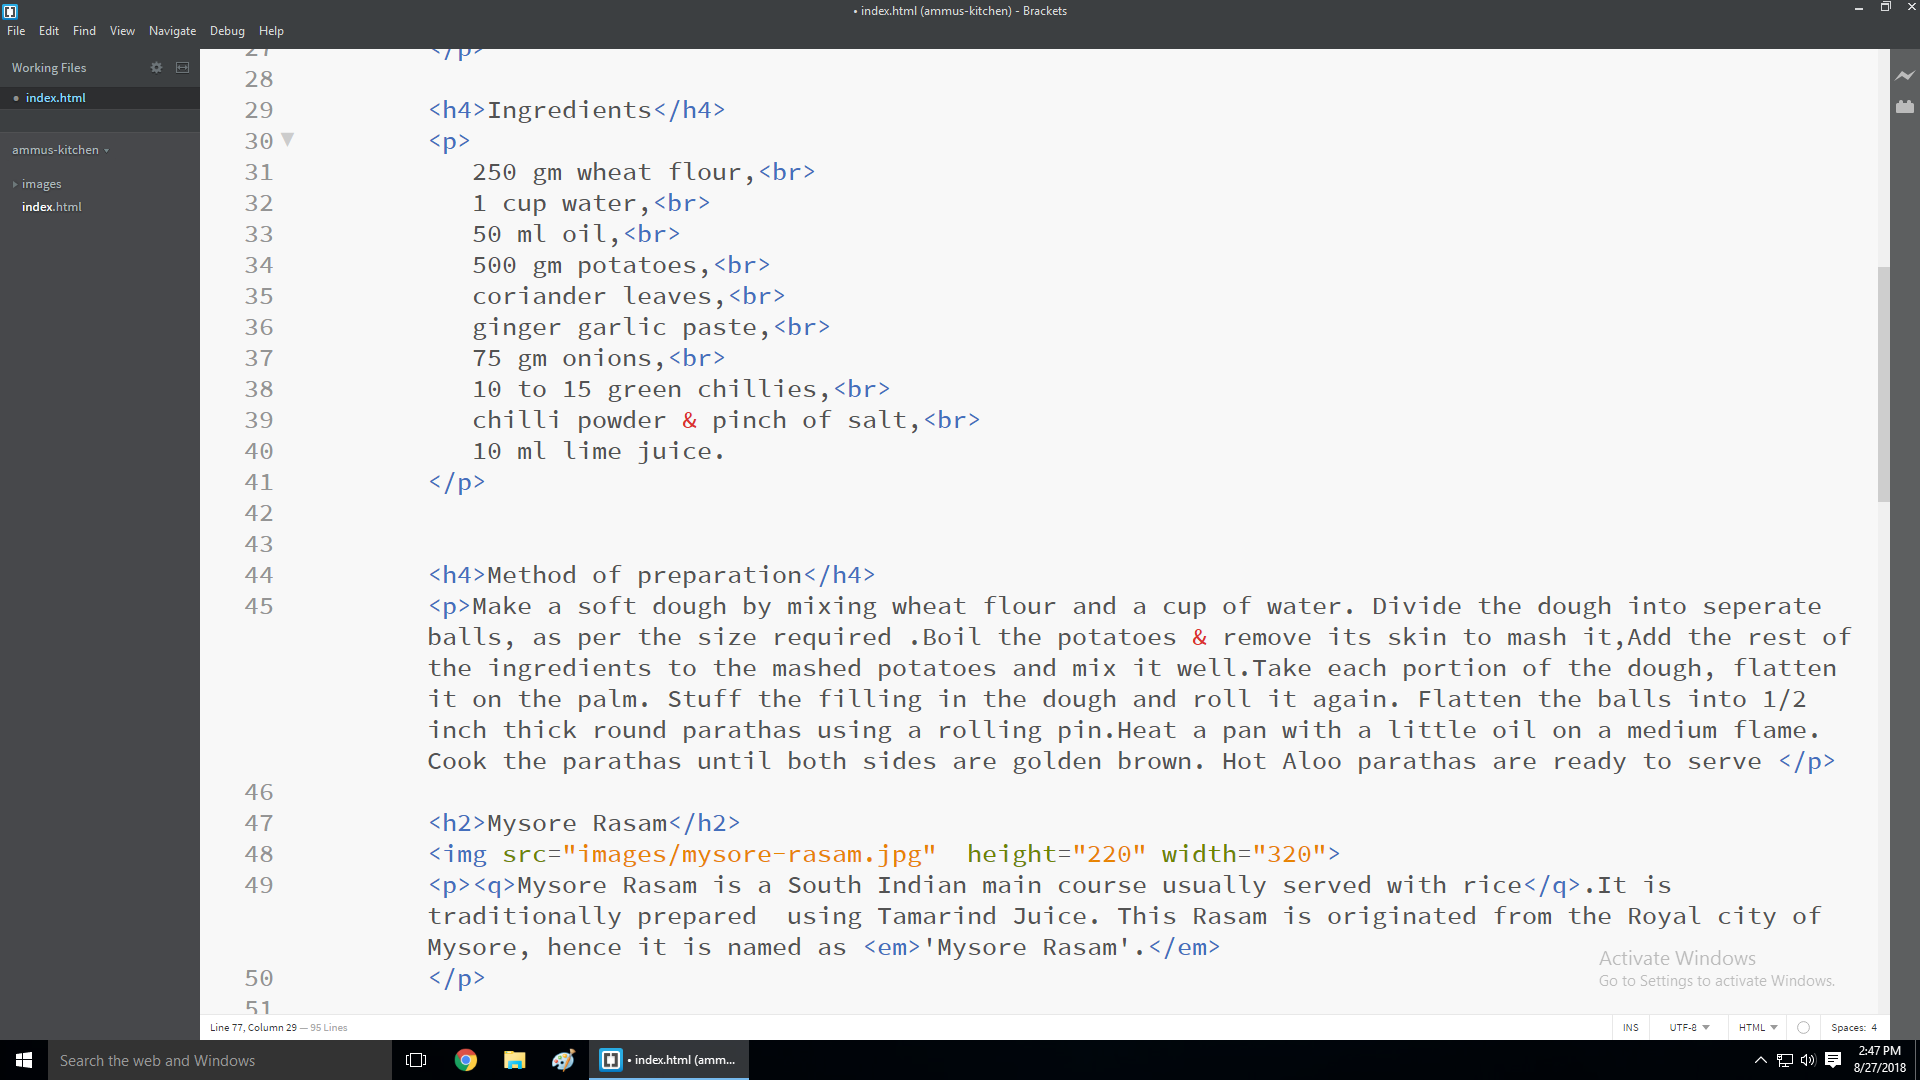 • index.html (ammus-kitchen) - Brackets
File Edit Find View Navigate Debug Help
Working Files
• index.html
ammus-kitchen
images
index.html
27 </p>
28
29 <h4>Ingredients</h4>
30 <p>
31 250 gm wheat flour,<br>
32 1 cup water,<br>
33 50 ml oil,<br>
34 500 gm potatoes,<br>
35 coriander leaves,<br>
36 ginger garlic paste,<br>
37 75 gm onions,<br>
38 10 to 15 green chillies,<br>
39 chilli powder & pinch of salt,<br>
40 10 ml lime juice.
41 </p>
42
43
44 <h4>Method of preparation</h4>
45 <p>Make a soft dough by mixing wheat flour and a cup of water. Divide the dough into seperate
balls, as per the size required .Boil the potatoes & remove its skin to mash it,Add the rest of
the ingredients to the mashed potatoes and mix it well.Take each portion of the dough, flatten
it on the palm. Stuff the filling in the dough and roll it again. Flatten the balls into 1/2
inch thick round parathas using a rolling pin.Heat a pan with a little oil on a medium flame.
Cook the parathas until both sides are golden brown. Hot Aloo parathas are ready to serve </p>
46
47 <h2>Mysore Rasam</h2>
48 <img src="images/mysore-rasam.jpg"  height="220" width="320">
49 <p><q>Mysore Rasam is a South Indian main course usually served with rice</q>.It is
traditionally prepared  using Tamarind Juice. This Rasam is originated from the Royal city of
Mysore, hence it is named as <em>'Mysore Rasam'.</em>
50 </p>
51
Activate Windows
Go to Settings to activate Windows.
Line 77, Column 29 — 95 Lines
INS UTF-8 HTML Spaces: 4
Search the web and Windows
• index.html (amm...
2:47 PM
8/27/2018